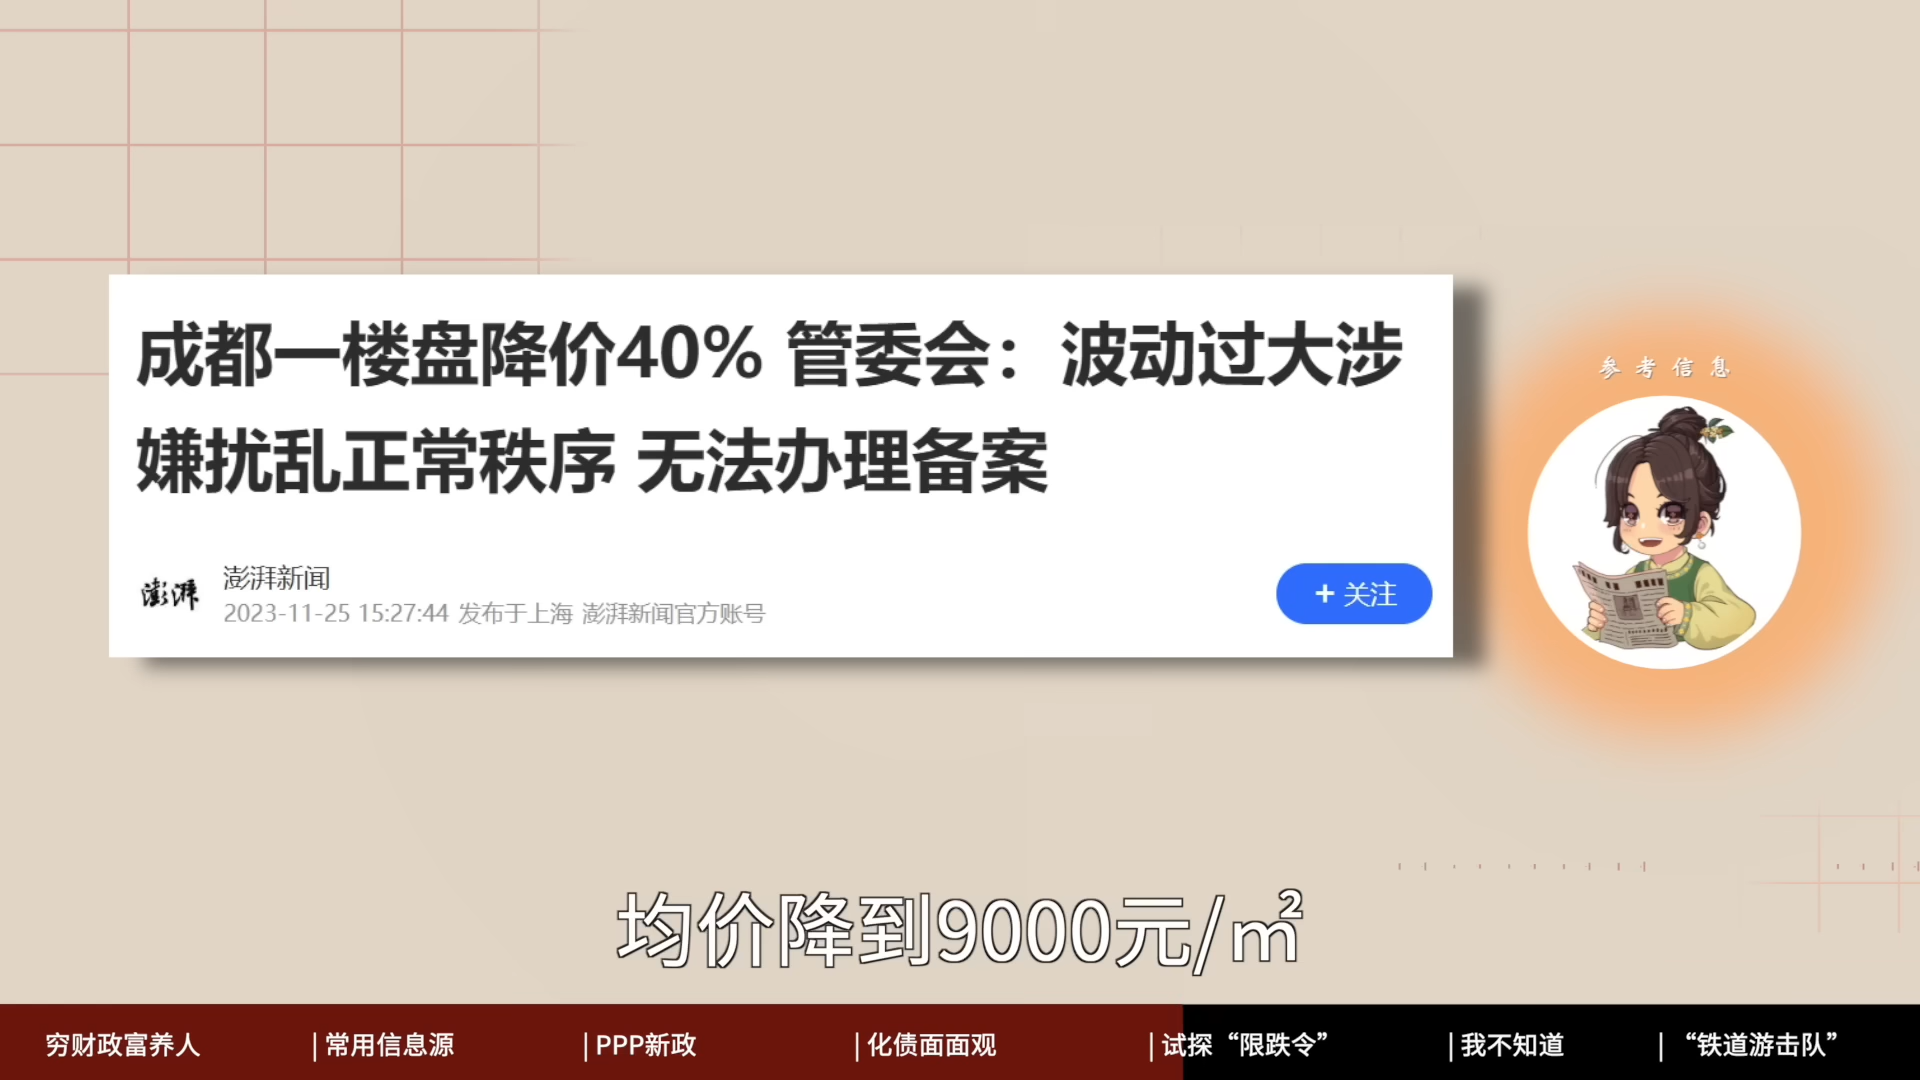 成都一楼盘降价40% 管委会：波动过大涉
嫌扰乱正常秩序 无法办理备案
澎湃
澎湃新闻
2023-11-25 15:27:44 发布于上海 澎湃新闻官方账号
+ 关注
参考信息
均价降到9000元/㎡
穷财政富养人 | 常用信息源 | PPP新政 | 化债面面观 | 试探“限跌令” | 我不知道 | “铁道游击队”